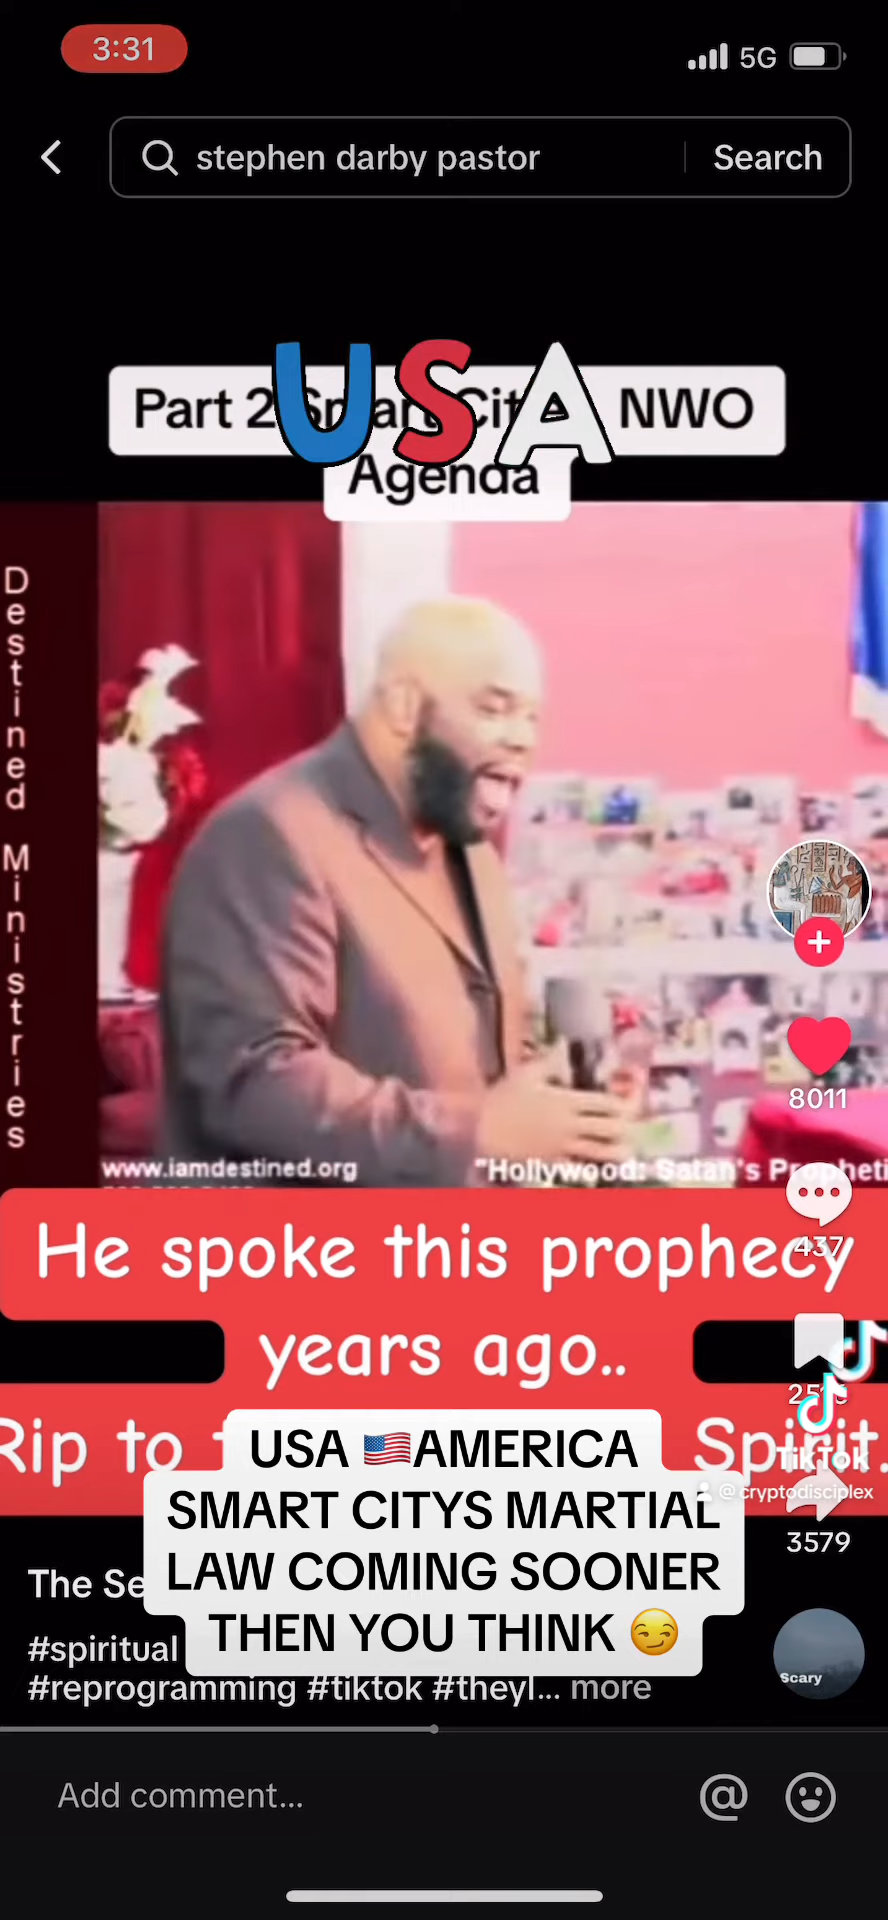 3:31
5G
stephen darby pastor
Search
USA
Part 2 Smart NWO
Agenda
Destined Ministries
www.iamdestined.org
"Hollywood: Satan's
He spoke this prophecy
years ago..
Rip to
Spirit.
USA 🇺🇸AMERICA
SMART CITYS MARTIAL
LAW COMING SOONER
THEN YOU THINK 😏
8011
437
TikTok
@cryptodisciplex
3579
The
#spiritual
#reprogramming #tiktok #theyl... more
Scary
Add comment...
@